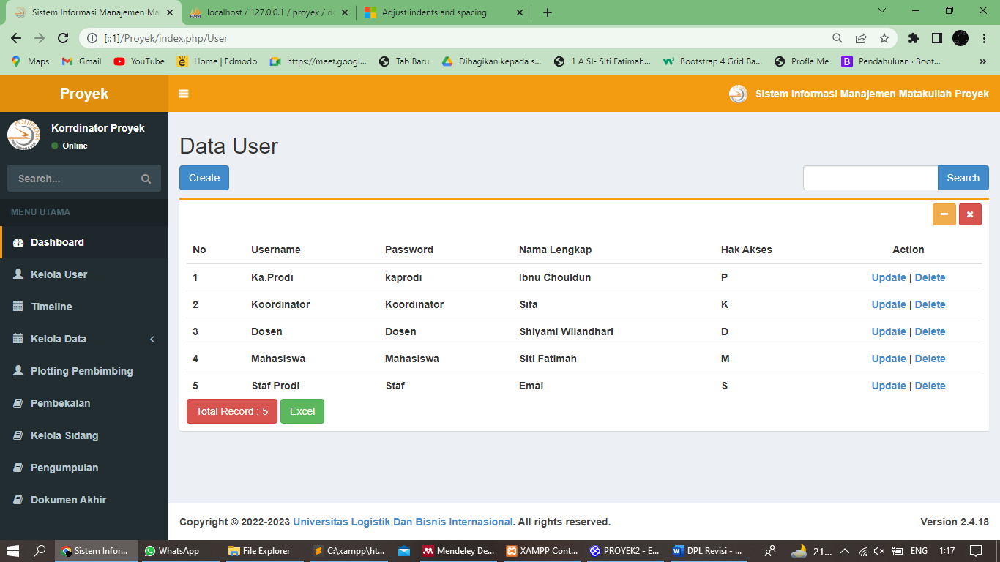 Sistem Informasi Manajemen Ma
localhost / 127.0.0.1 / proyek / d
Adjust indents and spacing
[::1]/Proyek/index.php/User
Maps Gmail YouTube Home | Edmodo https://meet.googl... Tab Baru Dibagikan kepada s... 1 A SI- Siti Fatimah... Bootstrap 4 Grid Ba... Profle Me Pendahuluan · Boot... »
Proyek
Sistem Informasi Manajemen Matakuliah Proyek
Korrdinator Proyek
Online
Search...
MENU UTAMA
Dashboard
Kelola User
Timeline
Kelola Data
Plotting Pembimbing
Pembekalan
Kelola Sidang
Pengumpulan
Dokumen Akhir
Data User
Create
Search
No Username Password Nama Lengkap Hak Akses Action
1 Ka.Prodi kaprodi Ibnu Chouldun P Update | Delete
2 Koordinator Koordinator Sifa K Update | Delete
3 Dosen Dosen Shiyami Wilandhari D Update | Delete
4 Mahasiswa Mahasiswa Siti Fatimah M Update | Delete
5 Staf Prodi Staf Emai S Update | Delete
Total Record : 5 Excel
Copyright © 2022-2023 Universitas Logistik Dan Bisnis Internasional. All rights reserved. Version 2.4.18
Sistem Infor... WhatsApp File Explorer C:\xampp\ht... Mendeley De... XAMPP Cont... PROYEK2 - E... DPL Revisi - ... 21... ENG 1:17